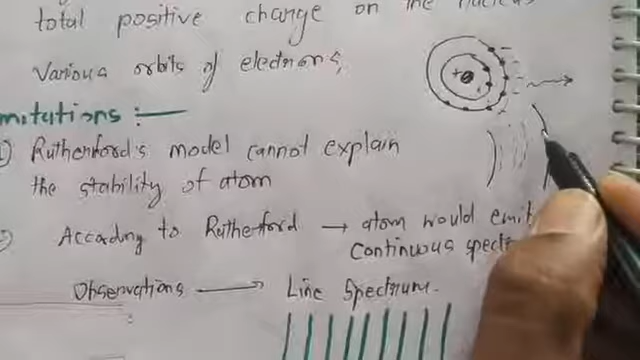 total positive charge on the nucleus
Various orbits of electrons,
mitations :-
Rutherford's model cannot explain
the stability of atom
According to Rutherford → atom would emit
Continuous
Observations → Line Spectrum.